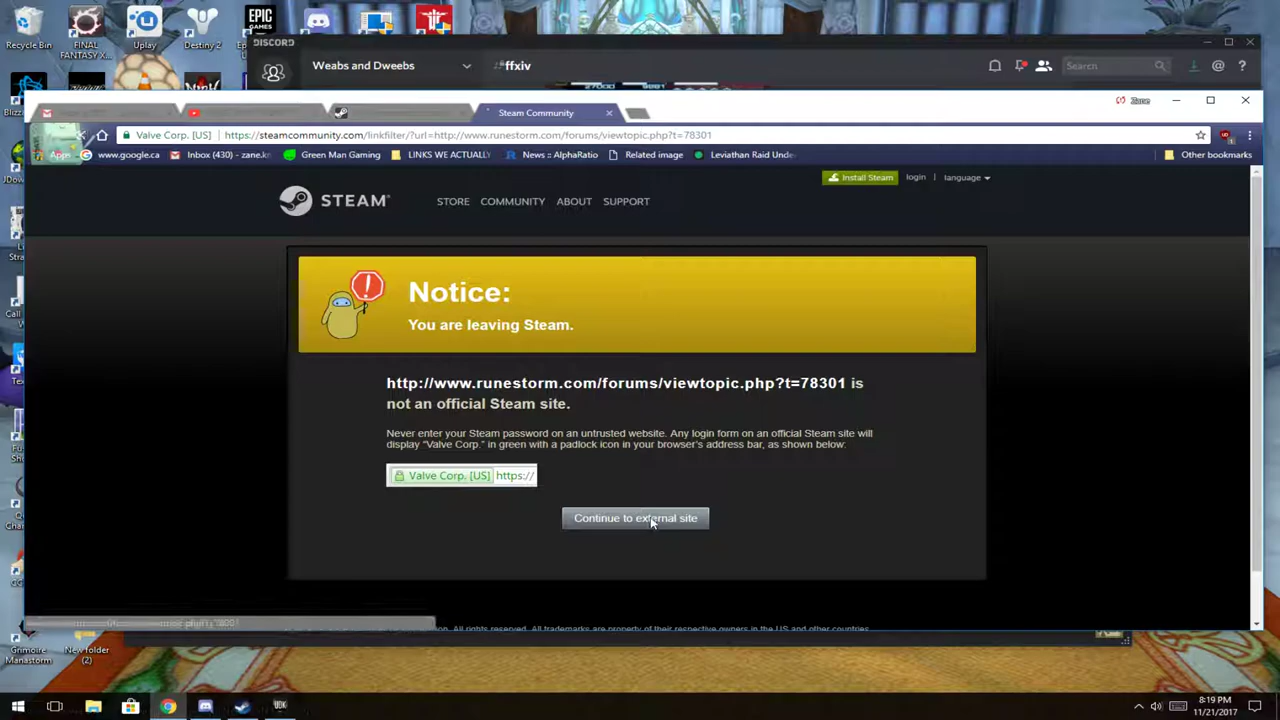 Recycle Bin
FINAL FANTASY X...
Uplay
Destiny 2
EPIC GAMES
DISCORD
Weabs and Dweebs
ffxiv
Search
@
?
Steam Community
Zane
Valve Corp. [US]
https://steamcommunity.com/linkfilter/?url=http://www.runestorm.com/forums/viewtopic.php?t=78301
Apps
www.google.ca
Inbox (430) - zane.kn
Green Man Gaming
LINKS WE ACTUALLY
News :: AlphaRatio
Related image
Leviathan Raid Unde
Other bookmarks
Install Steam
login
language
STEAM
STORE
COMMUNITY
ABOUT
SUPPORT
Notice:
You are leaving Steam.
http://www.runestorm.com/forums/viewtopic.php?t=78301 is
not an official Steam site.
Never enter your Steam password on an untrusted website. Any login form on an official Steam site will
display "Valve Corp." in green with a padlock icon in your browser's address bar, as shown below:
Valve Corp. [US] https://
Continue to external site
All rights reserved. All trademarks are property of their respective owners in the US and other countries.
Grimoire
Manastorm
New folder
(2)
8:19 PM
11/21/2017